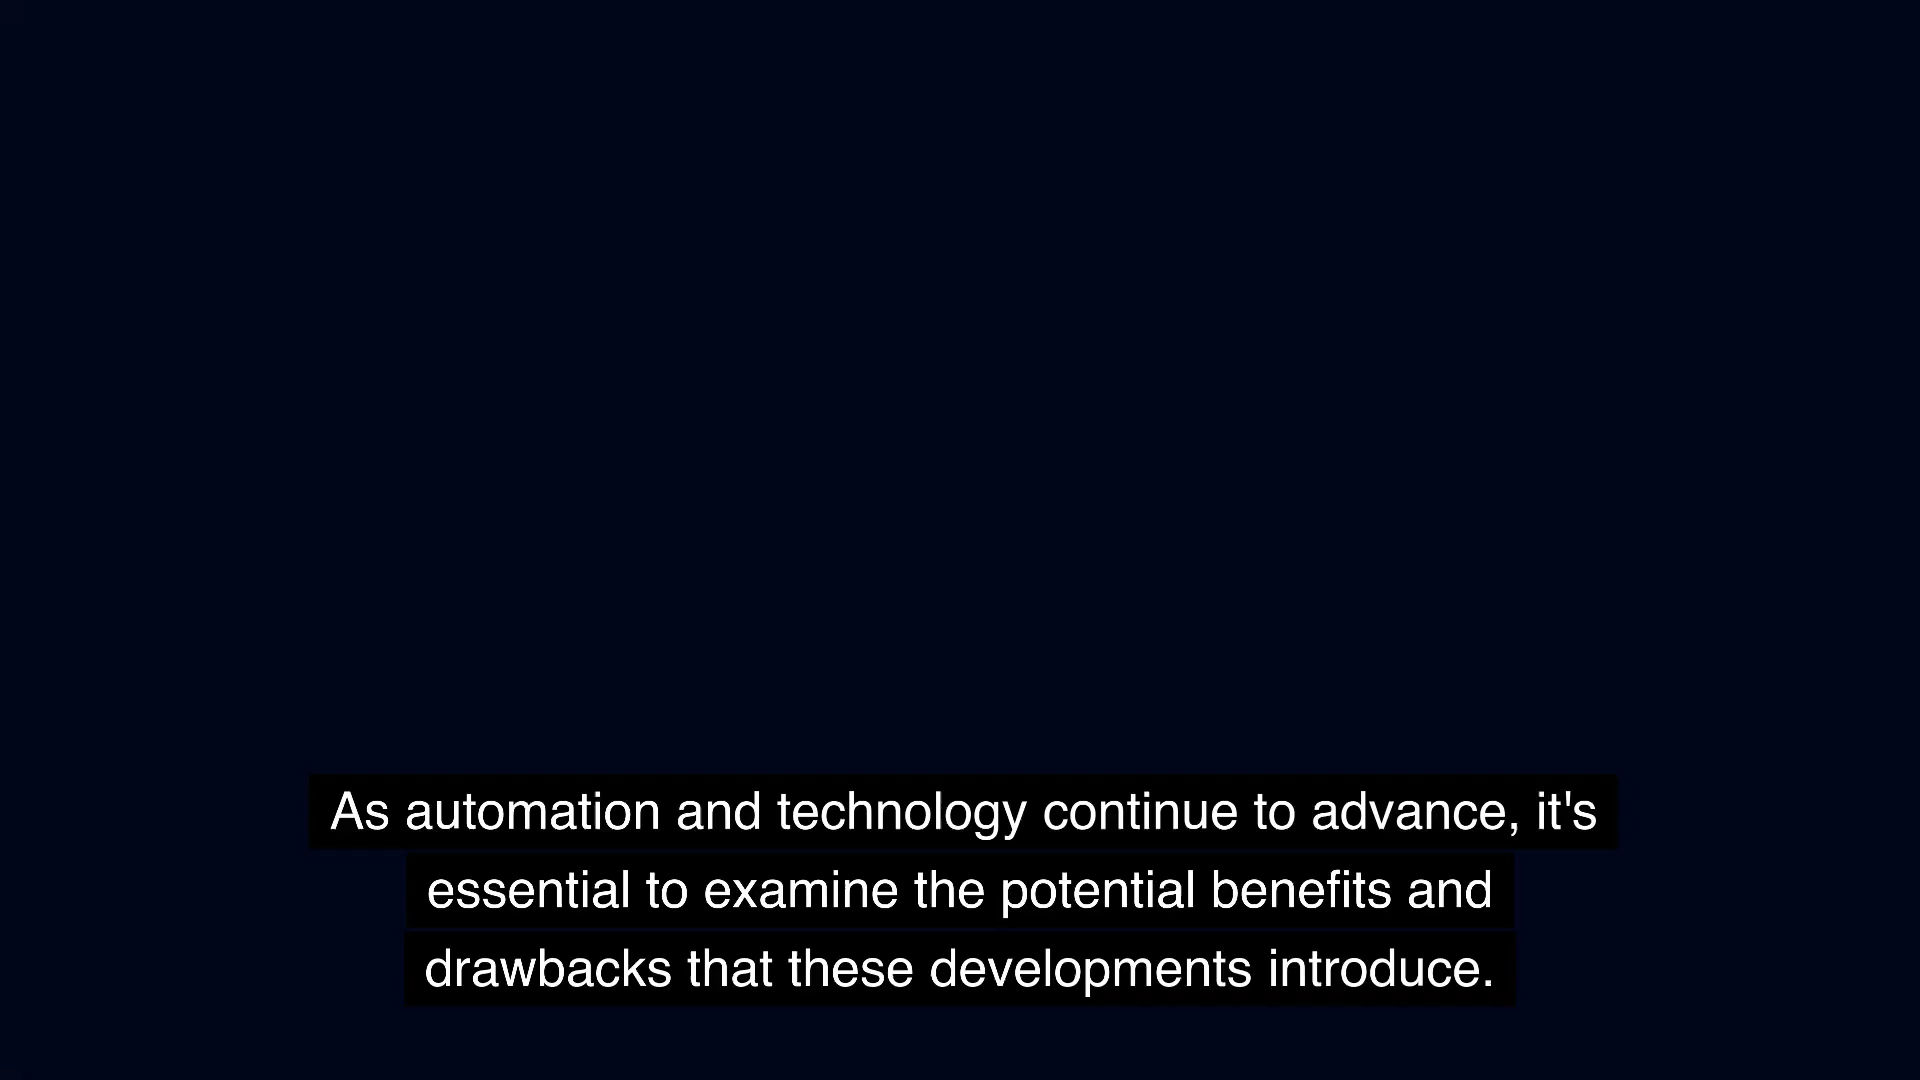 As automation and technology continue to advance, it's
essential to examine the potential benefits and
drawbacks that these developments introduce.